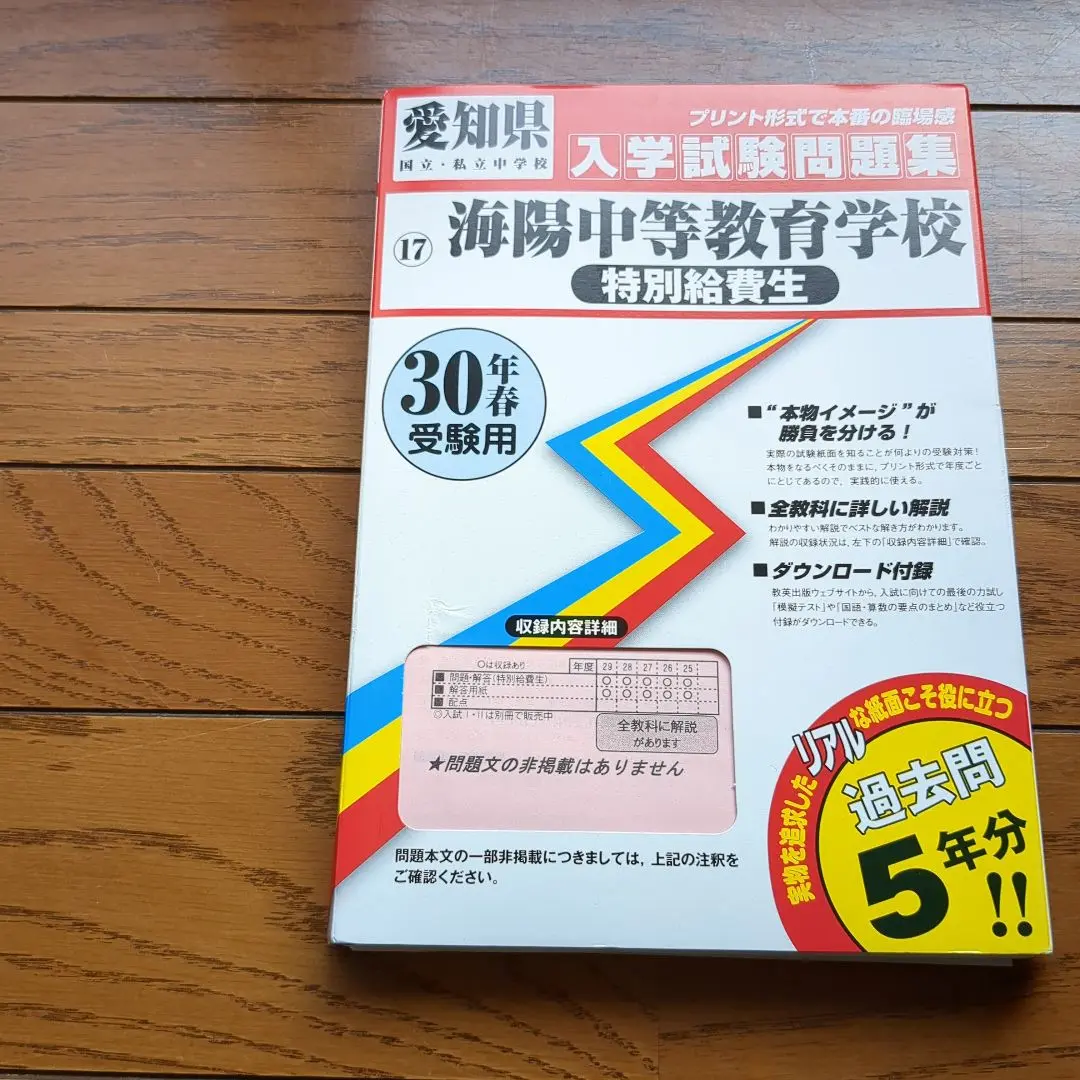 愛知県
国立・私立中学校
プリント形式で本番の臨場感
入学試験問題集
17
海陽中等教育学校
特別給費生
30年春
受験用
■“本物イメージ”が
勝負を分ける！
実際の試験紙面を知ることが何よりの受験対策！
本物をなるべくそのままに，プリント形式で年度ごと
にとじてあるので，実践的に使える。
■全教科に詳しい解説
わかりやすい解説でベストな解き方がわかります。
解説の収録状況は，左下の「収録内容詳細」で確認。
■ダウンロード付録
教英出版ウェブサイトから，入試に向けての最後の力試し
「模擬テスト」や「国語・算数の要点のまとめ」など役立つ
付録がダウンロードできる。
収録内容詳細
○は収録あり 年度 29 28 27 26 25
■ 問題・解答(特別給費生) ○ ○ ○ ○ ○
■ 解答用紙 ○ ○ ○ ○ ○
■ 配点
◎入試Ⅰ・Ⅱは別冊で販売中
全教科に解説
があります
★問題文の非掲載はありません
問題本文の一部非掲載につきましては，上記の注釈を
ご確認ください。
実物を追求したリアルな紙面こそ役に立つ
過去問
5年分!!